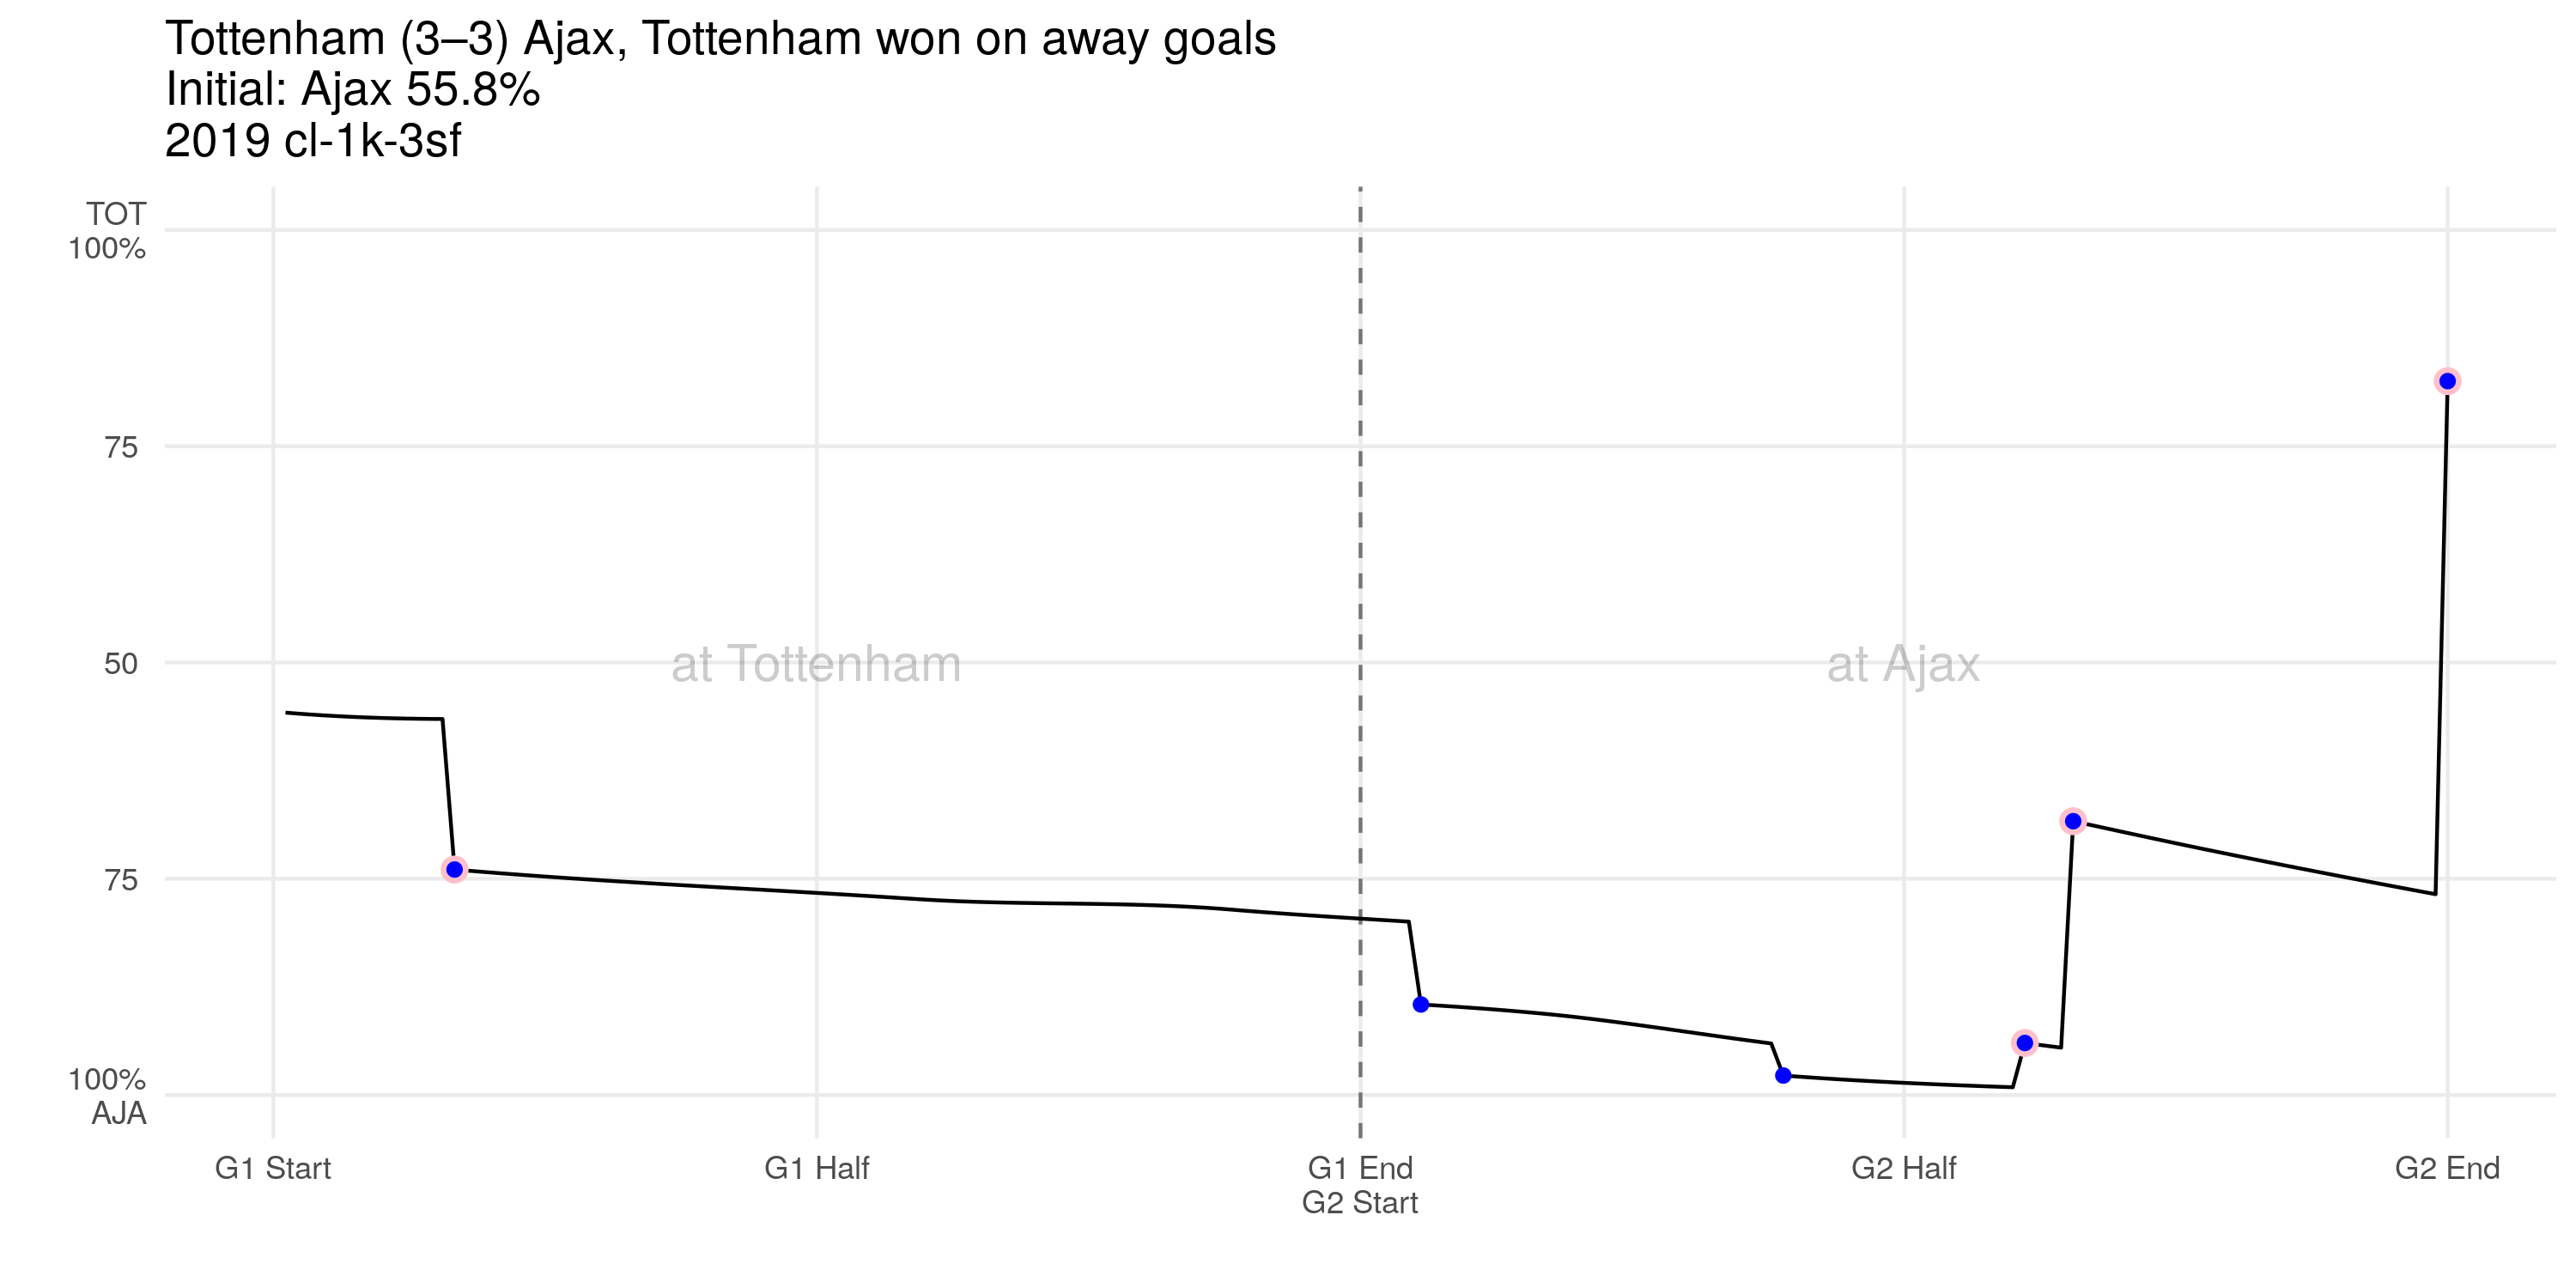 Tottenham (3–3) Ajax, Tottenham won on away goals
Initial: Ajax 55.8%
2019 cl-1k-3sf
TOT
100%
75
50
75
100%
AJA
at Tottenham
at Ajax
G1 Start
G1 Half
G1 End
G2 Start
G2 Half
G2 End